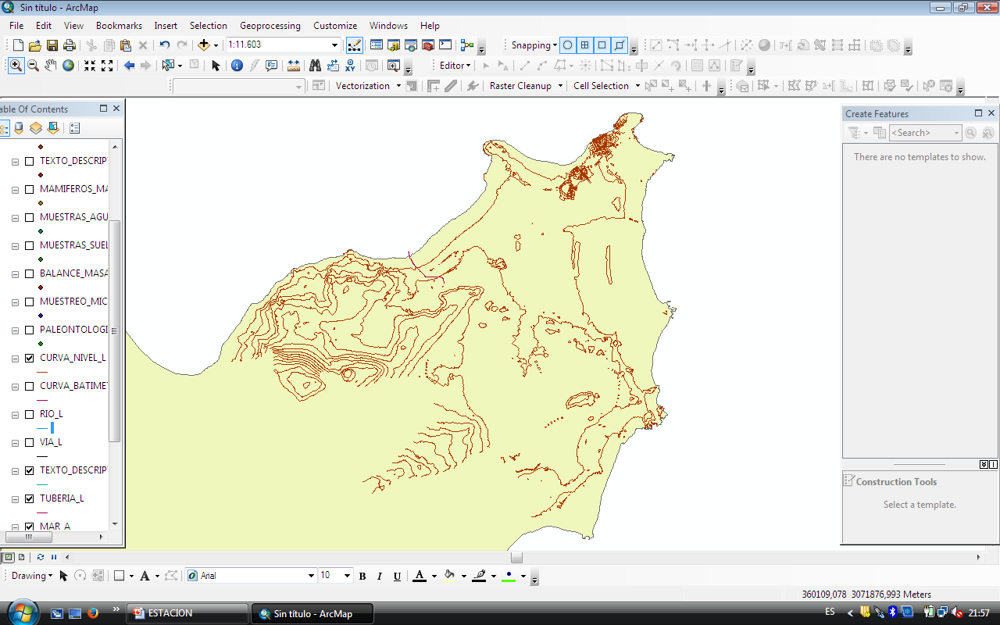 Sin título - ArcMap
File Edit View Bookmarks Insert Selection Geoprocessing Customize Windows Help
1:11.603 Snapping
Editor
Vectorization Raster Cleanup Cell Selection
able Of Contents
TEXTO_DESCRIP
MAMIFEROS_MA
MUESTRAS_AGU
MUESTRAS_SUEL
BALANCE_MASA
MUESTREO_MIC
PALEONTOLOGI
CURVA_NIVEL_L
CURVA_BATIME
RIO_L
VIA_L
TEXTO_DESCRIP
TUBERIA_L
MAR_A
Create Features
<Search>
There are no templates to show.
Construction Tools
Select a template.
Drawing A Arial 10 B I U A
360109,078 3071876,993 Meters
ESTACION
Sin título - ArcMap
ES
21:57